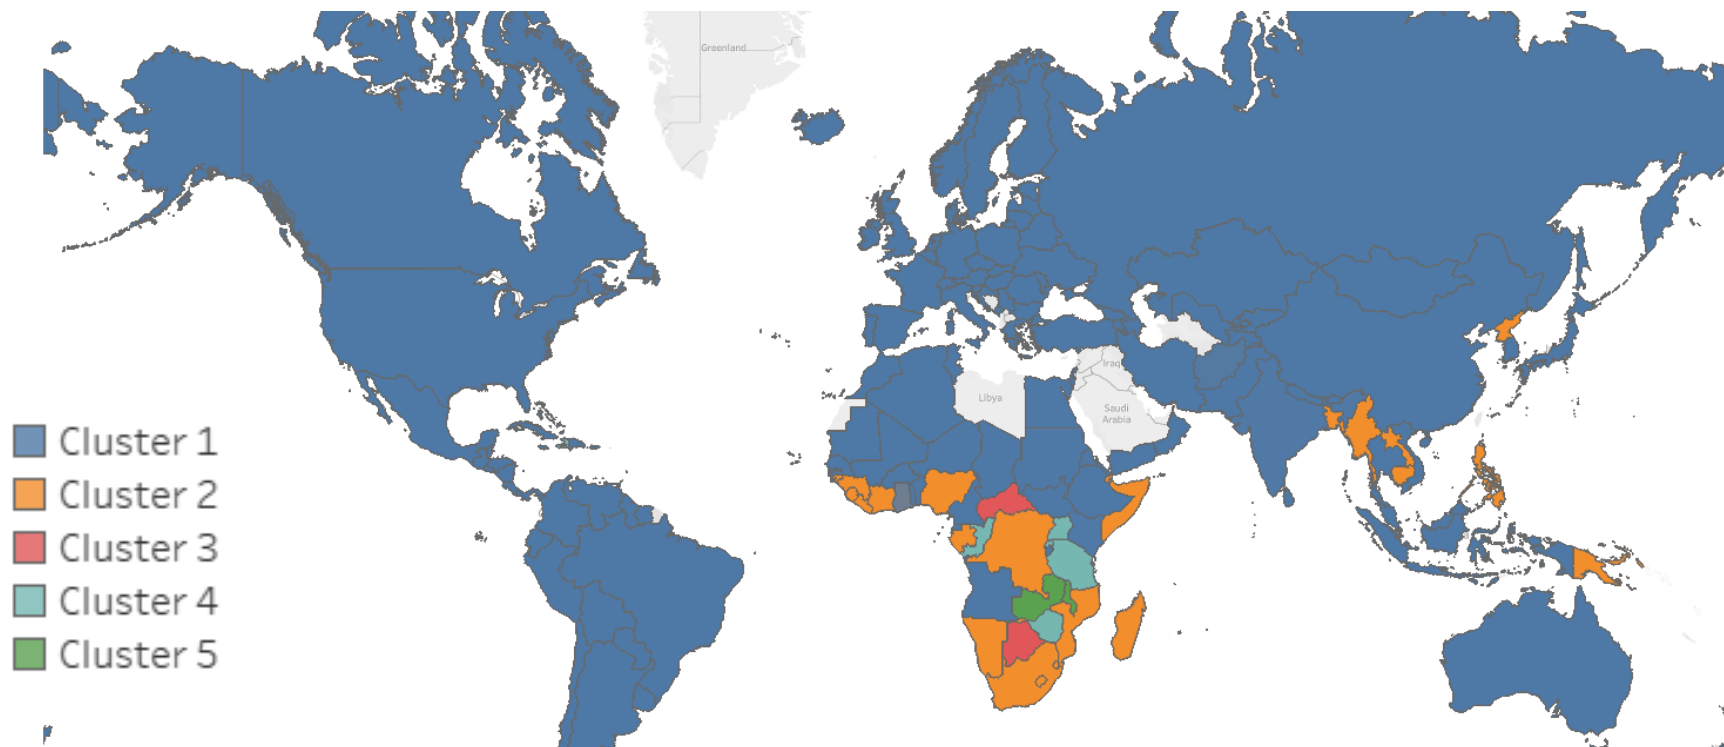 Greenland
Iraq
Libya
Saudi
Arabia
Cluster 1
Cluster 2
Cluster 3
Cluster 4
Cluster 5